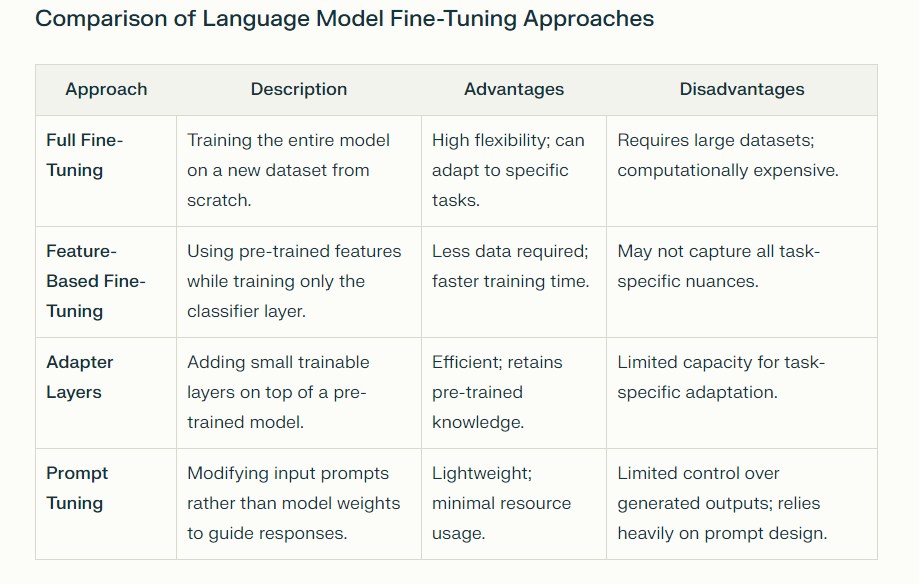 Comparison of Language Model Fine-Tuning Approaches
Approach Description Advantages Disadvantages
Full Fine-
Tuning
Training the entire model
on a new dataset from
scratch.
High flexibility; can
adapt to specific
tasks.
Requires large datasets;
computationally expensive.
Feature-
Based Fine-
Tuning
Using pre-trained features
while training only the
classifier layer.
Less data required;
faster training time.
May not capture all task-
specific nuances.
Adapter
Layers
Adding small trainable
layers on top of a pre-
trained model.
Efficient; retains
pre-trained
knowledge.
Limited capacity for task-
specific adaptation.
Prompt
Tuning
Modifying input prompts
rather than model weights
to guide responses.
Lightweight;
minimal resource
usage.
Limited control over
generated outputs; relies
heavily on prompt design.